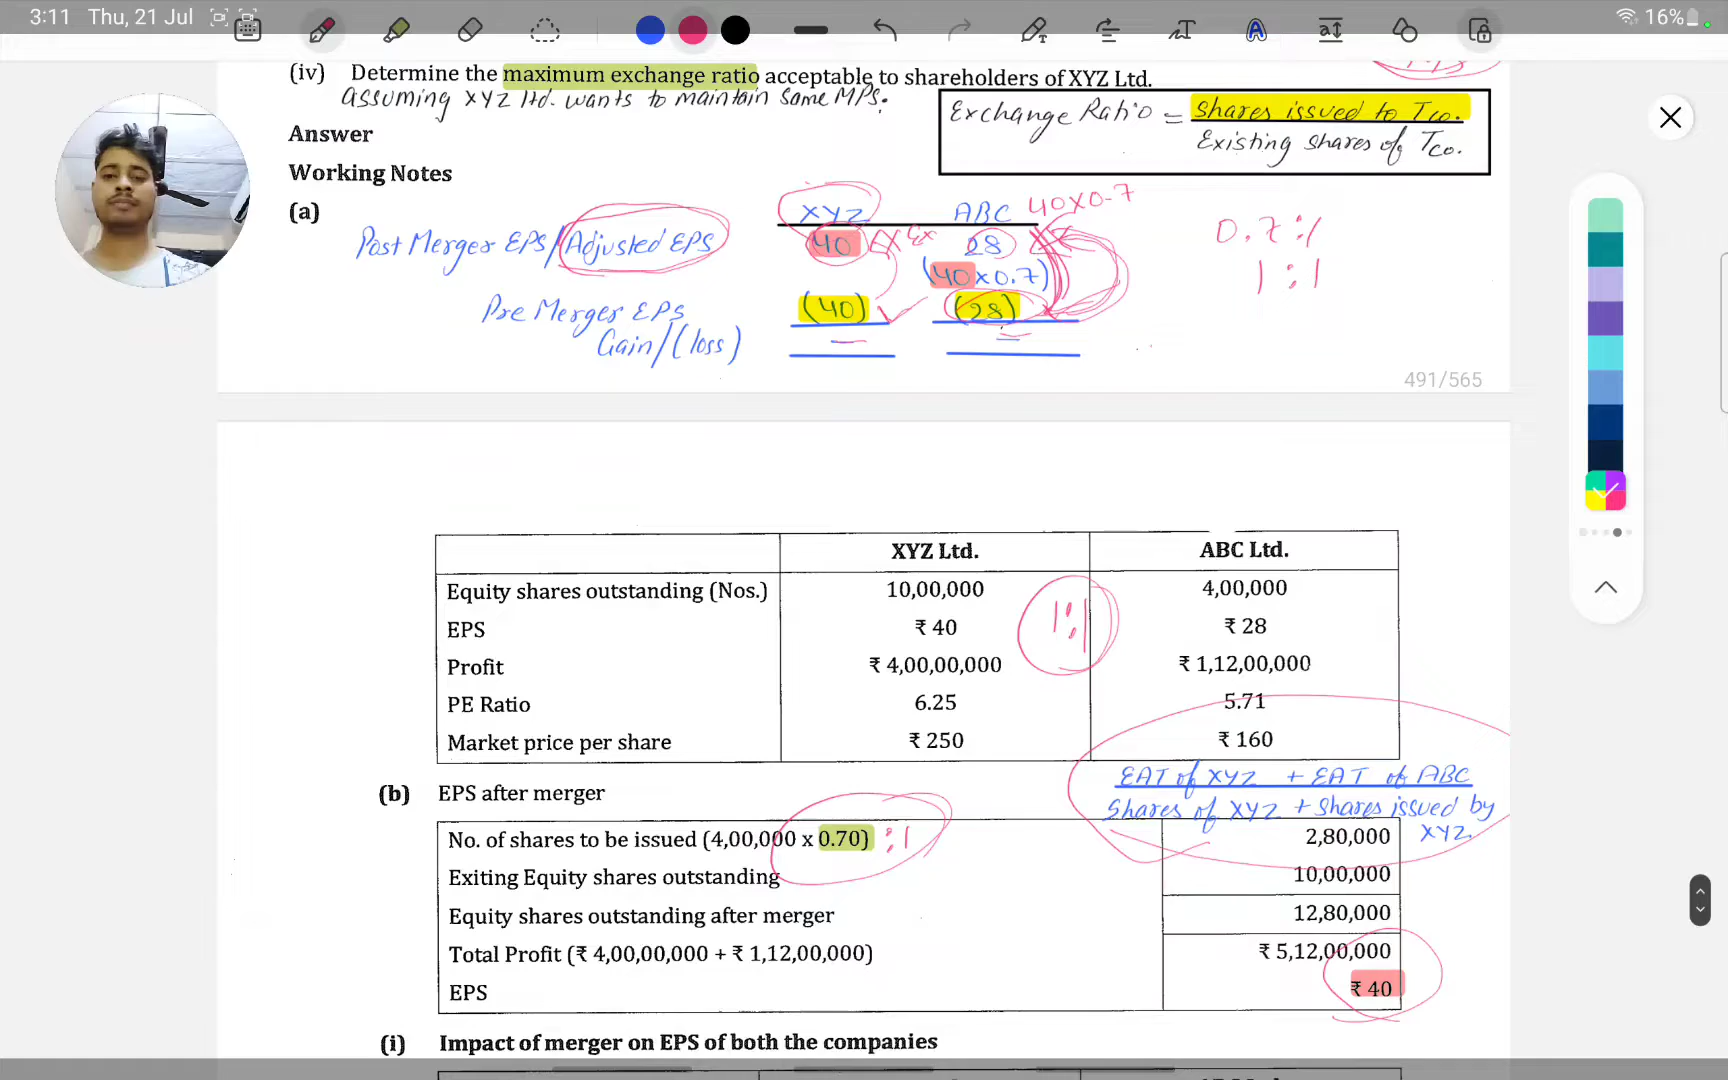 3:11 Thu, 21 Jul
16%
(iv) Determine the maximum exchange ratio acceptable to shareholders of XYZ Ltd.
assuming XYZ ltd. wants to maintain same MPS.
Exchange Ratio = Shares issued to Tco.
Existing shares of Tco.
Answer
Working Notes
(a)
XYZ ABC 40X0.7
Post Merger EPS/Adjusted EPS 40 Ex 28
0.7:1
(40x0.7)
1:1
Pre Merger EPS (40) (28)
Gain/(loss)
491/565
XYZ Ltd. ABC Ltd.
Equity shares outstanding (Nos.) 10,00,000 4,00,000
1:1
EPS ₹ 40 ₹ 28
Profit ₹ 4,00,00,000 ₹ 1,12,00,000
PE Ratio 6.25 5.71
Market price per share ₹ 250 ₹ 160
EAT of XYZ + EAT of ABC
(b) EPS after merger
Shares of XYZ + Shares issued by XYZ.
No. of shares to be issued (4,00,000 x 0.70) :1 2,80,000
Exiting Equity shares outstanding 10,00,000
Equity shares outstanding after merger 12,80,000
Total Profit (₹ 4,00,00,000 + ₹ 1,12,00,000) ₹ 5,12,00,000
EPS ₹ 40
(i) Impact of merger on EPS of both the companies